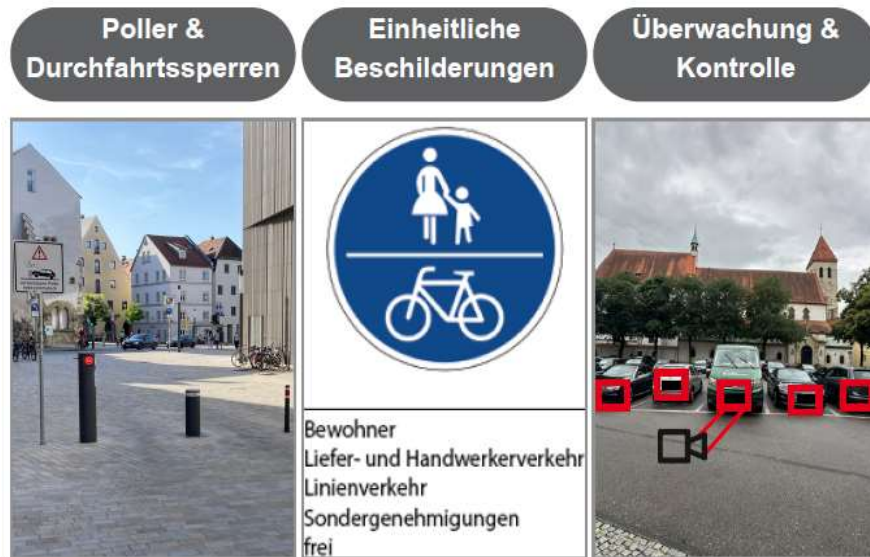 Poller &
Durchfahrtssperren
Einheitliche
Beschilderungen
Überwachung &
Kontrolle
Bewohner
Liefer- und Handwerkerverkehr
Linienverkehr
Sondergenehmigungen
frei